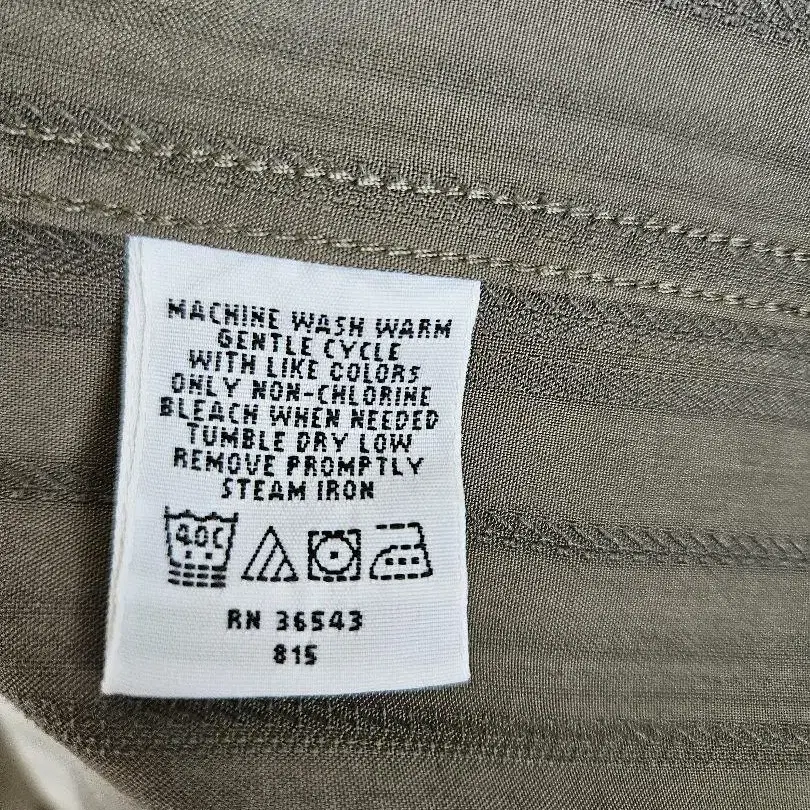 MACHINE WASH WARM
GENTLE CYCLE
WITH LIKE COLORS
ONLY NON-CHLORINE
BLEACH WHEN NEEDED
TUMBLE DRY LOW
REMOVE PROMPTLY
STEAM IRON
40C
RN 36543
815